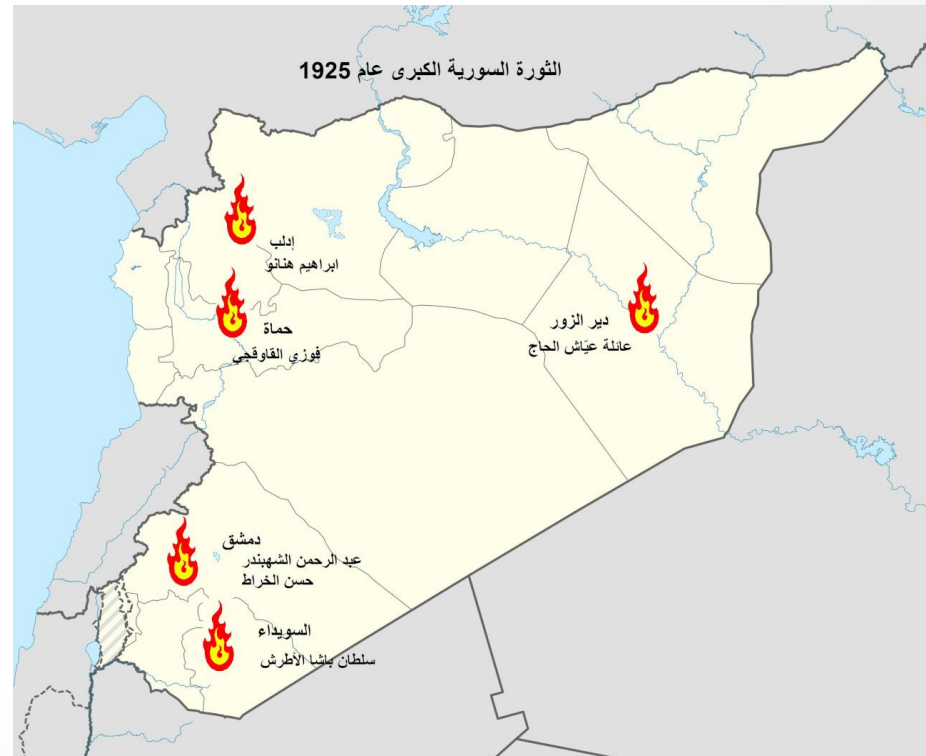 الثورة السورية الكبرى عام 1925
إدلب
ابراهيم هنانو
حماة
فوزي القاوقجي
دير الزور
عائلة عيّاش الحاج
دمشق
عبد الرحمن الشهبندر
حسن الخراط
السويداء
سلطان باشا الأطرش